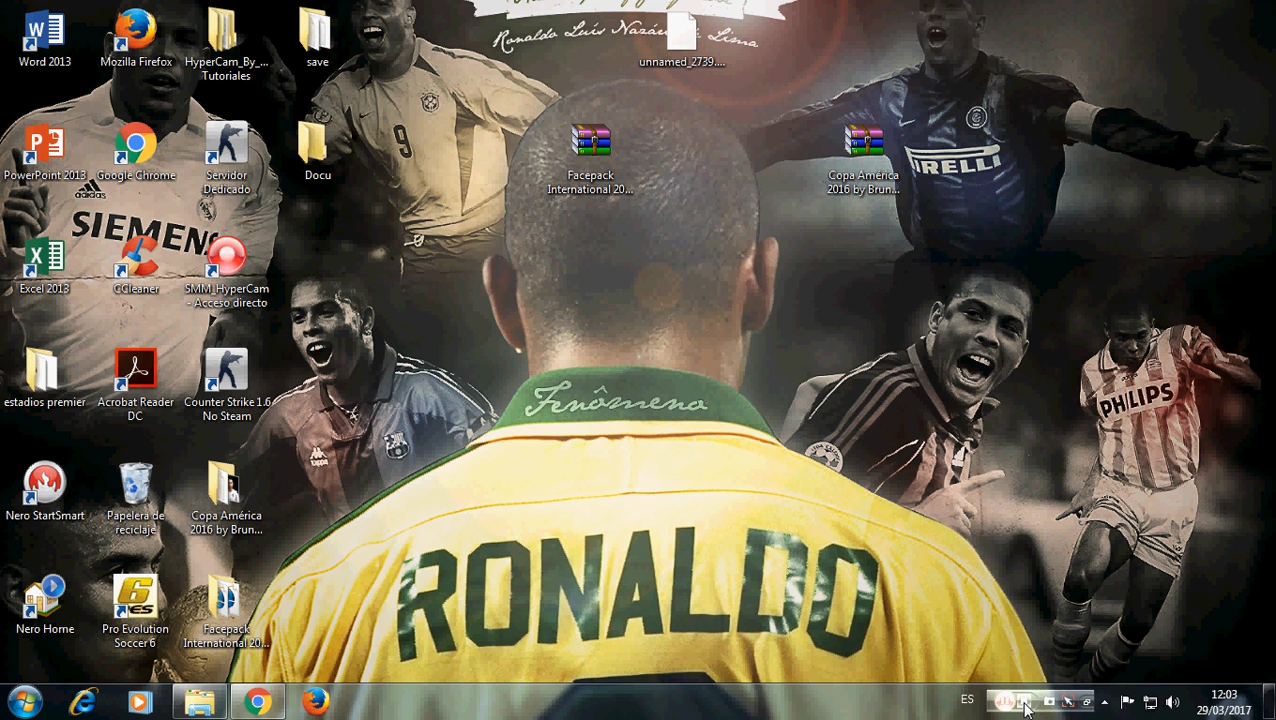 Ronaldo Luís Nazário de Lima
Word 2013
Mozilla Firefox
HyperCam_By_...
Tutoriales
save
unnamed_2739....
PowerPoint 2013
Google Chrome
Servidor
Dedicado
Docu
Facepack
International 20...
Copa América
2016 by Brun...
9
PIRELLI
adidas
SIEMENS
Excel 2013
CCleaner
SMM_HyperCam
- Acceso directo
estadios premier
Acrobat Reader
DC
Counter Strike 1.6
No Steam
Kappa
Fenômeno
PHILIPS
Nero StartSmart
Papelera de
reciclaje
Copa América
2016 by Brun...
RONALDO
Nero Home
Pro Evolution
Soccer 6
Facepack
International 20...
ES
12:03
29/03/2017